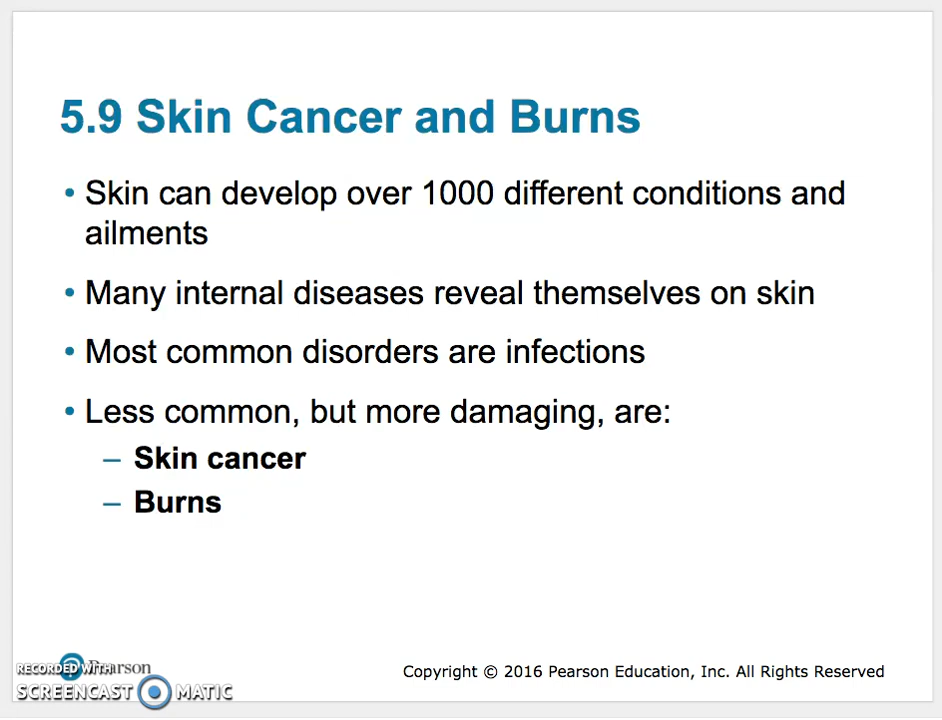 5.9 Skin Cancer and Burns
• Skin can develop over 1000 different conditions and
ailments
• Many internal diseases reveal themselves on skin
• Most common disorders are infections
• Less common, but more damaging, are:
– Skin cancer
– Burns
RECORDED WITH
Pearson
SCREENCAST MATIC
Copyright © 2016 Pearson Education, Inc. All Rights Reserved